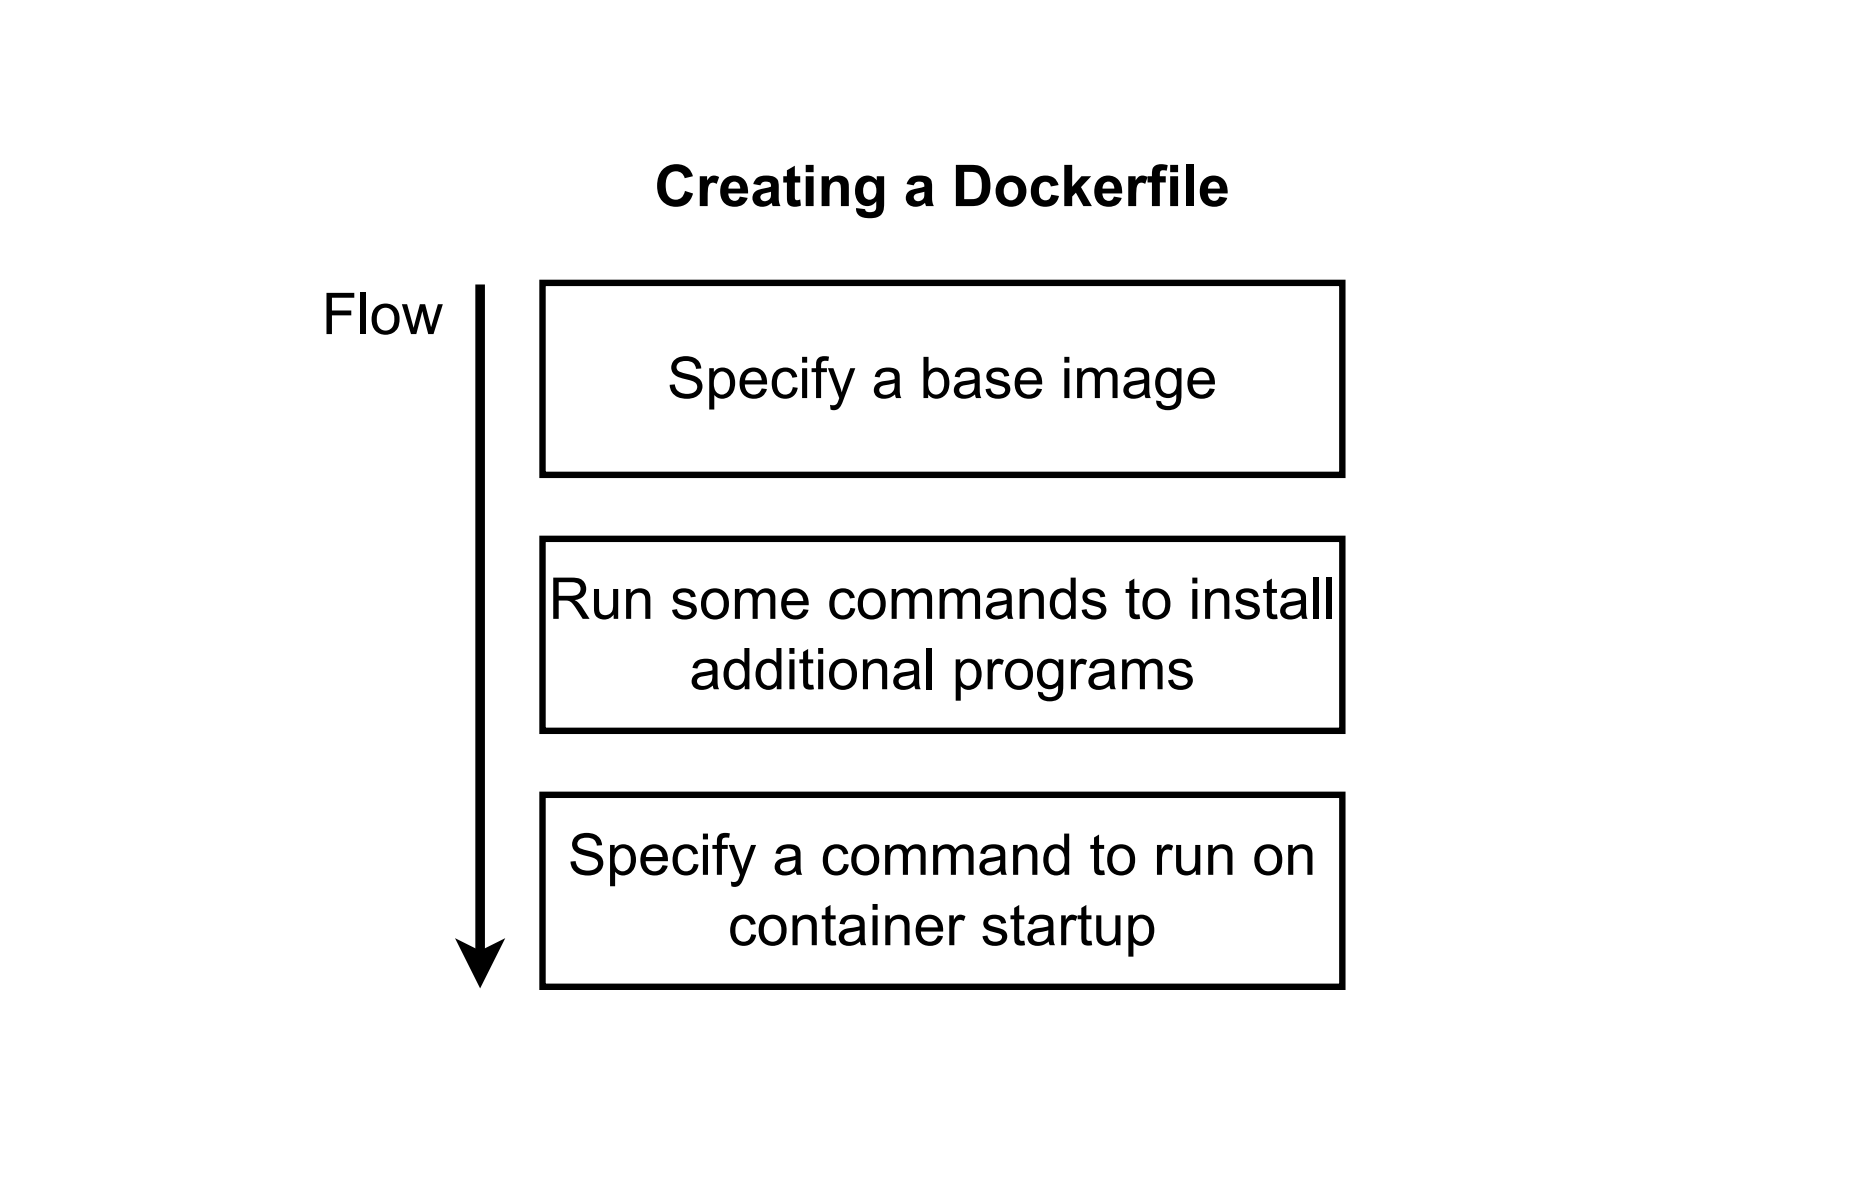 Creating a Dockerfile
Flow
Specify a base image
Run some commands to install
additional programs
Specify a command to run on
container startup